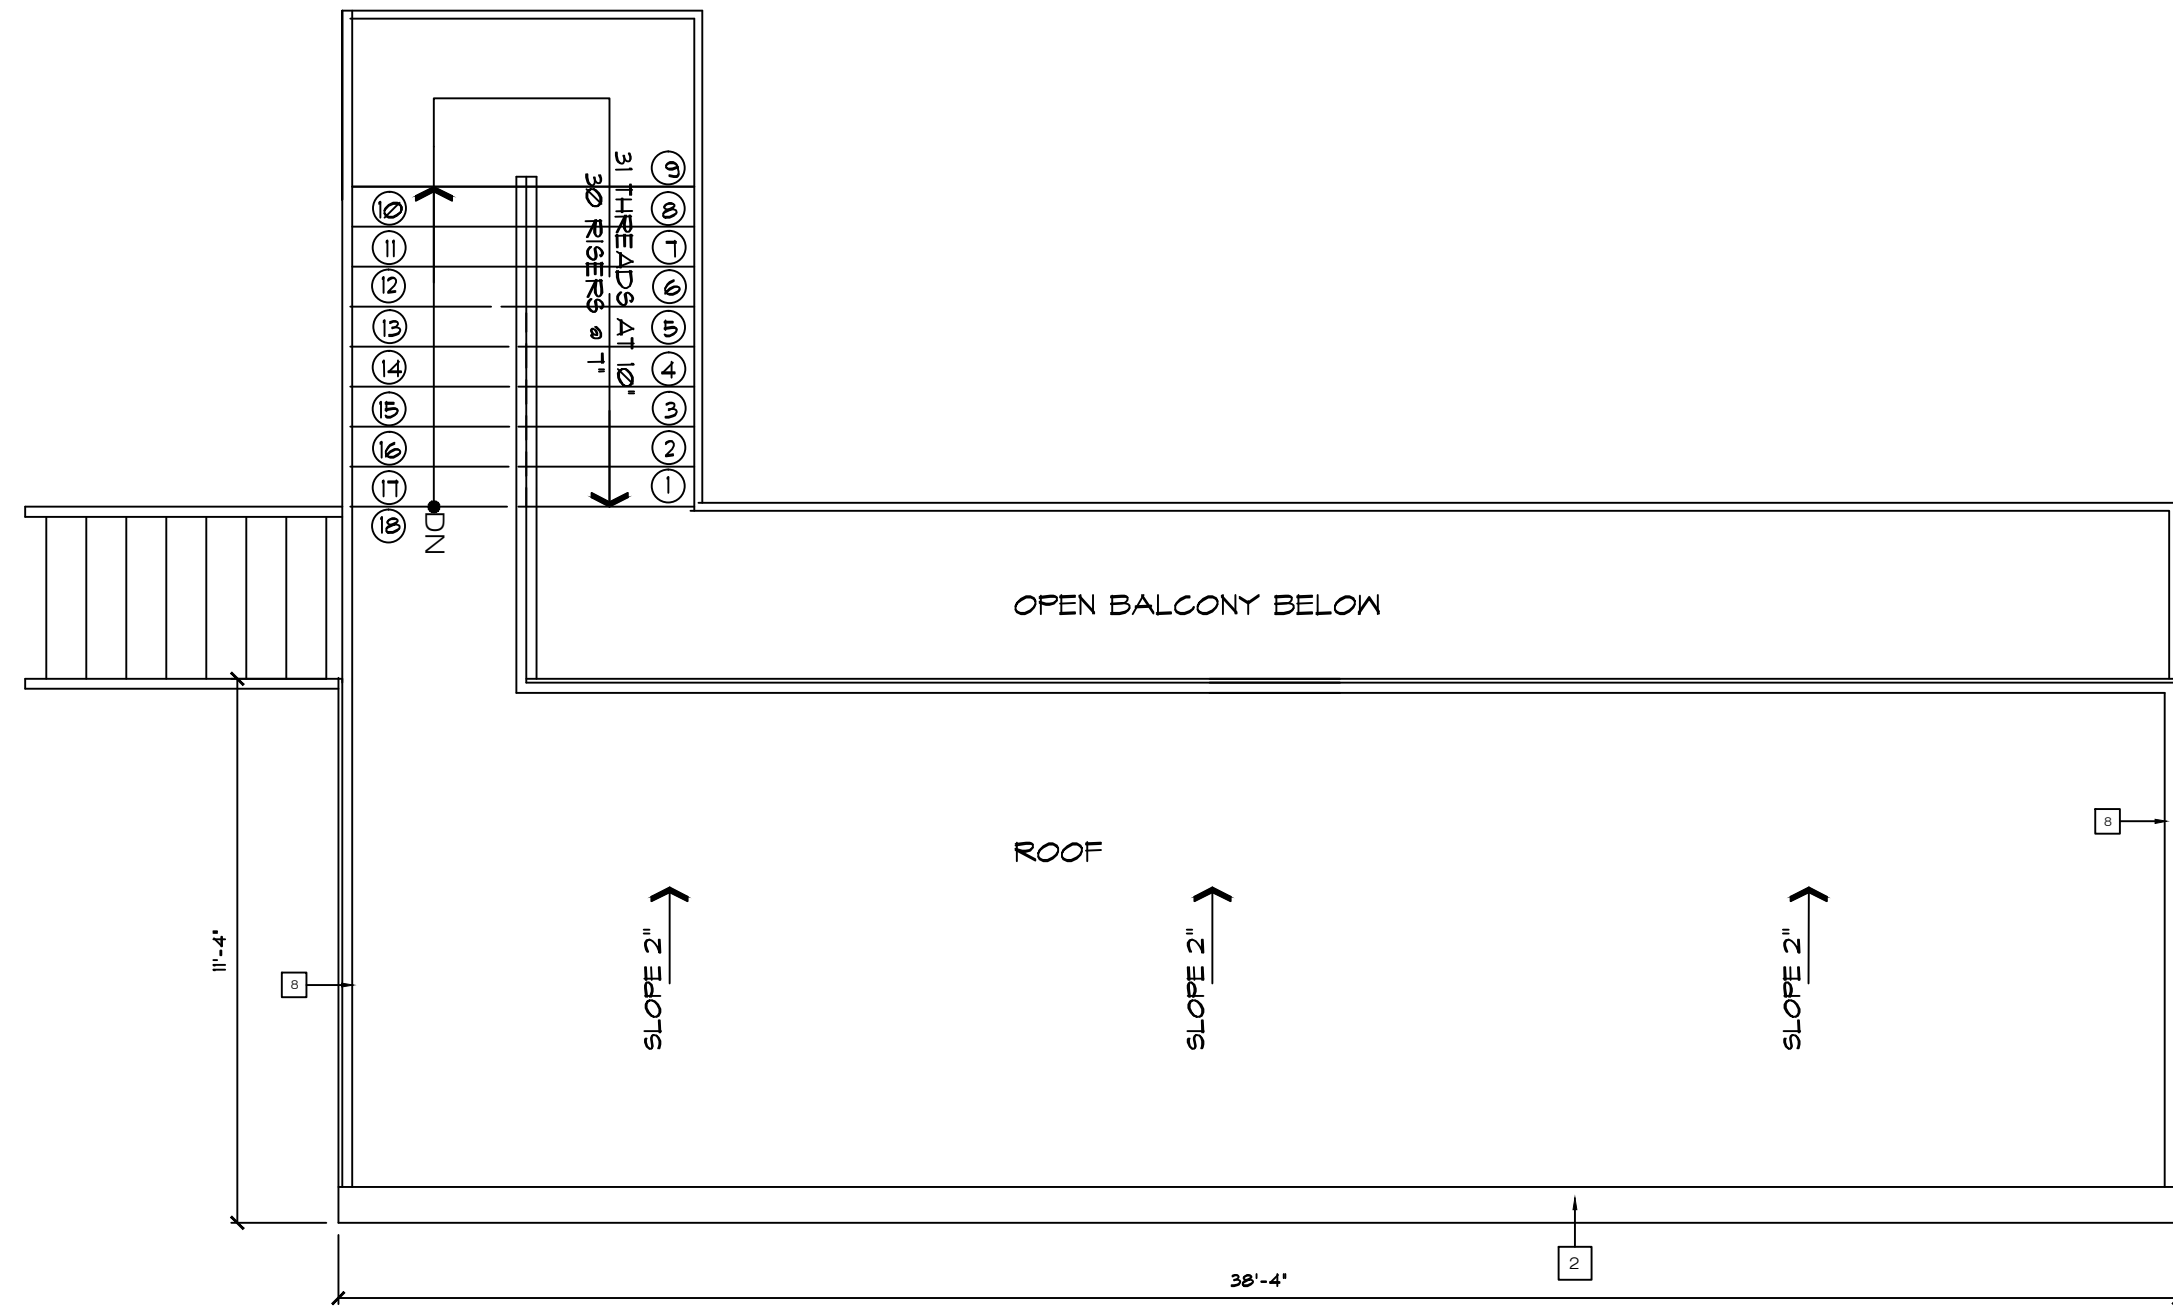 31 THREADS AT 10"
30 RISERS @ 7"
9
8
7
6
5
4
3
2
1
10
11
12
13
14
15
16
17
18
DN
OPEN BALCONY BELOW
ROOF
8
8
SLOPE 2"
SLOPE 2"
SLOPE 2"
11'-4"
2
38'-4"